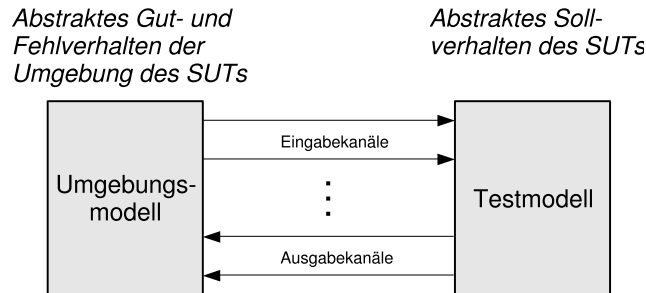 Abstraktes Gut- und
Fehlverhalten der
Umgebung des SUTs
Abstraktes Soll-
verhalten des SUTs
Eingabekanäle
Umgebungs-
modell
Testmodell
Ausgabekanäle